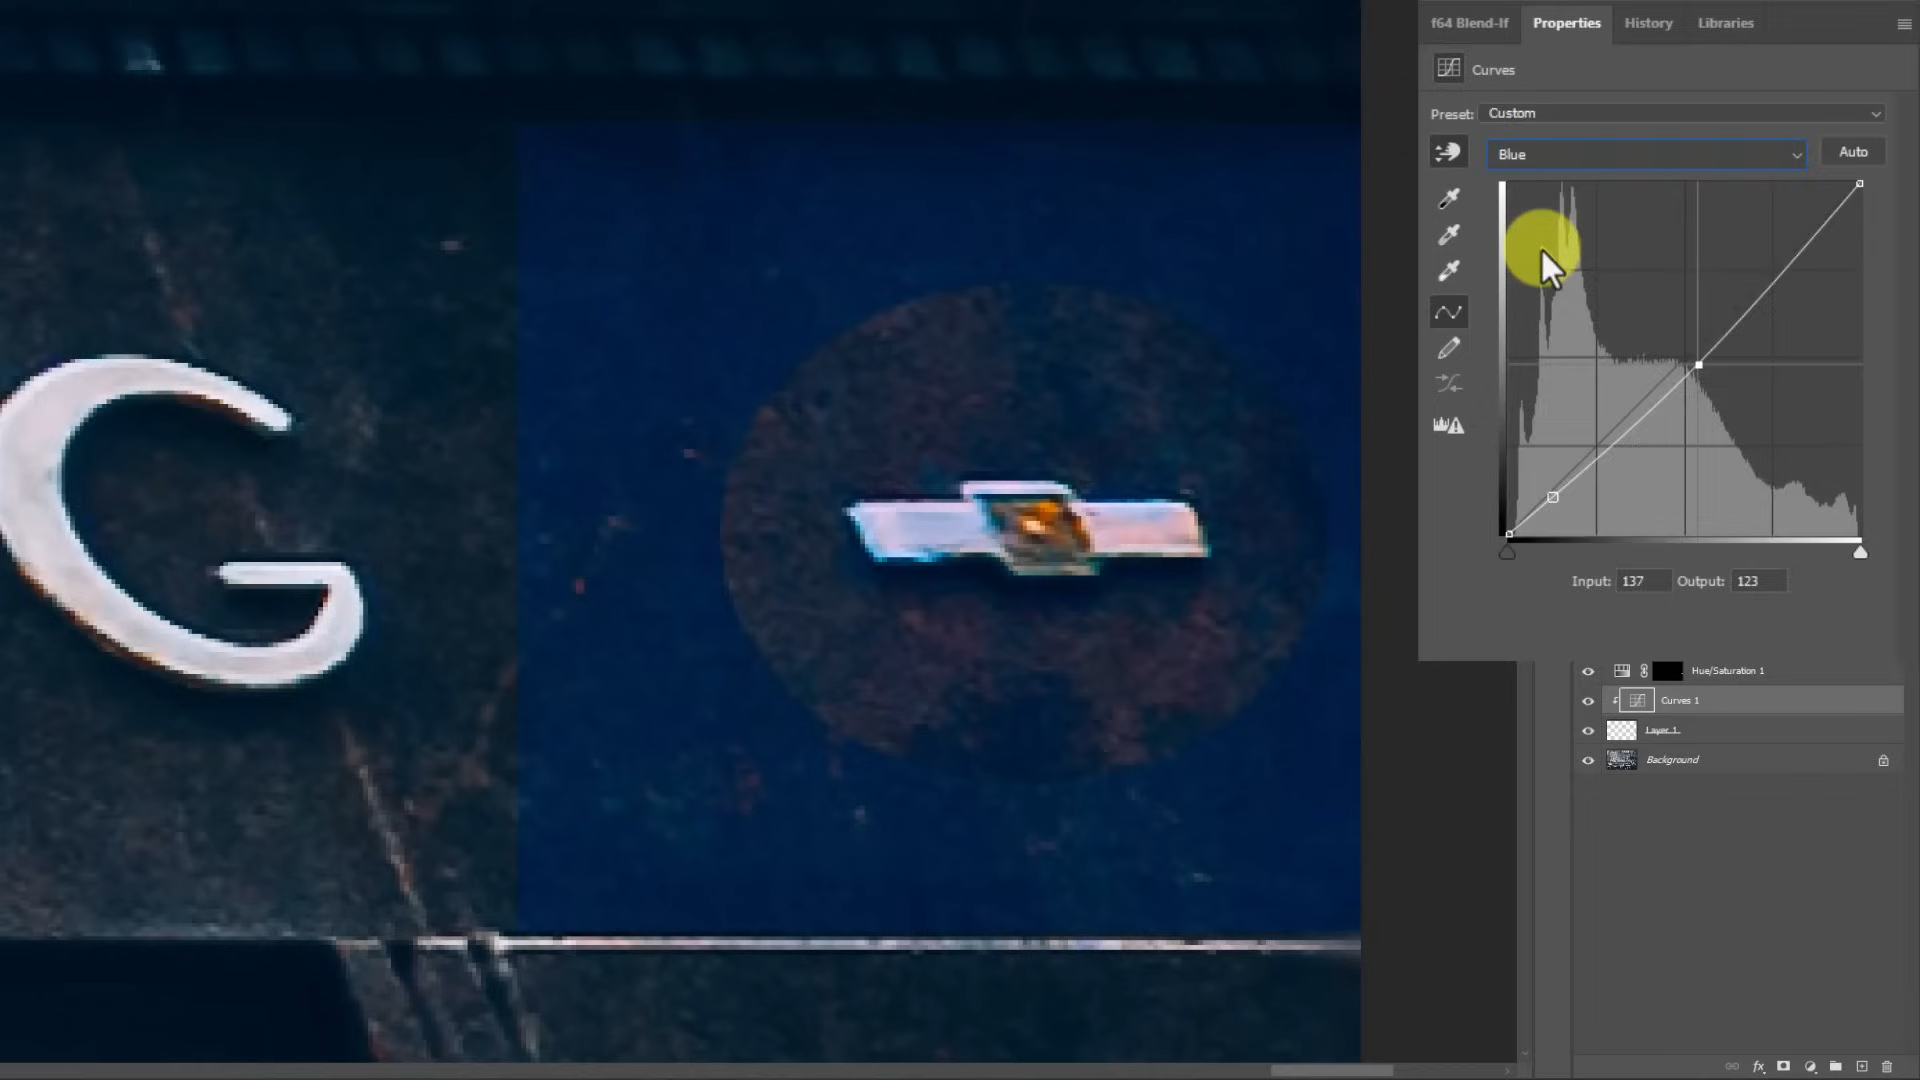 f64 Blend-If Properties History Libraries
Curves
Preset: Custom
Blue Auto
G
Input: 137 Output: 123
Hue/Saturation 1
Curves 1
Layer 1
Background
fx